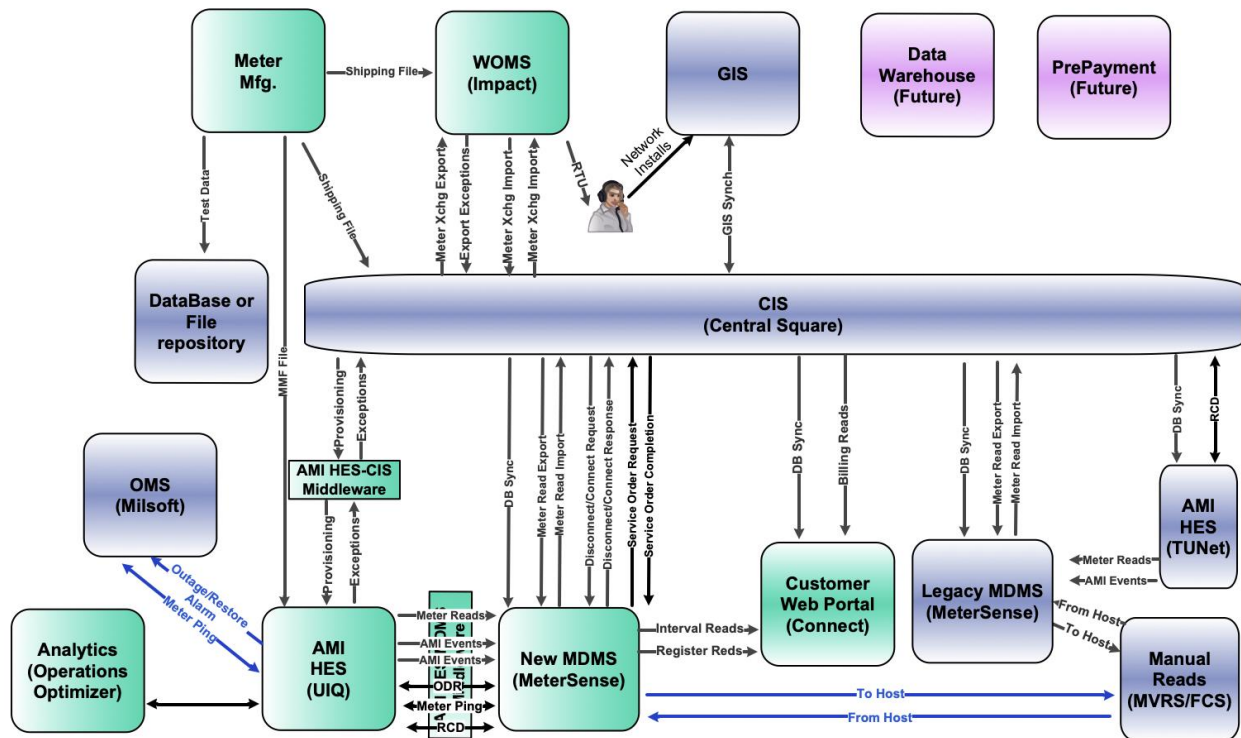 Meter
Mfg.
Shipping File
WOMS
(Impact)
GIS
Data
Warehouse
(Future)
PrePayment
(Future)
Test Data
Shipping File
MMF File
Meter Xchg Export
Export Exceptions
Meter Xchg Import
Meter Xchg Import
RTU
Network
Installs
GIS Synch
DataBase or
File
repository
CIS
(Central Square)
Provisioning
Exceptions
AMI HES-CIS
Middleware
Provisioning
Exceptions
DB Sync
Meter Read Export
Meter Read Import
Disconnect/Connect Request
Disconnect/Connect Response
Service Order Request
Service Order Completion
DB Sync
Billing Reads
DB Sync
Meter Read Export
Meter Read Import
DB Sync
RCD
OMS
(Milsoft)
Outage/Restore
Alarm
Meter Ping
Analytics
(Operations
Optimizer)
AMI
HES
(UIQ)
Meter Reads
AMI Events
AMI Events
ODR
Meter Ping
RCD
New MDMS
(MeterSense)
Interval Reads
Register Reds
Customer
Web Portal
(Connect)
Legacy MDMS
(MeterSense)
Meter Reads
AMI Events
AMI
HES
(TUNet)
From Host
To Host
Manual
Reads
(MVRS/FCS)
To Host
From Host